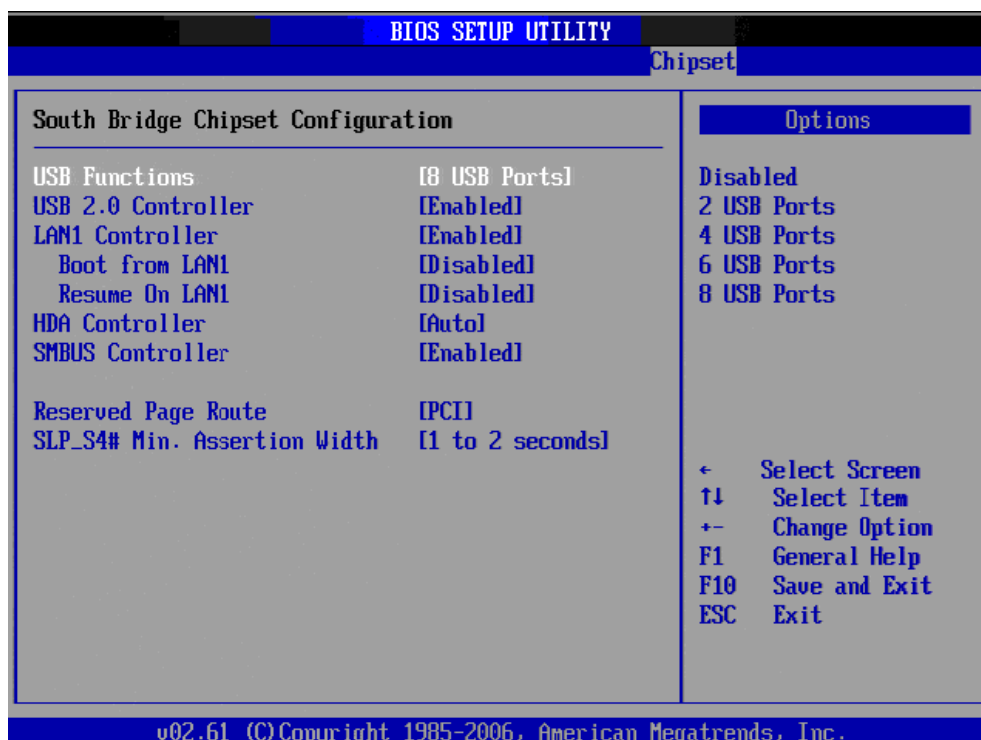 BIOS SETUP UTILITY
Chipset
South Bridge Chipset Configuration
USB Functions [8 USB Ports]
USB 2.0 Controller [Enabled]
LAN1 Controller [Enabled]
Boot from LAN1 [Disabled]
Resume On LAN1 [Disabled]
HDA Controller [Auto]
SMBUS Controller [Enabled]
Reserved Page Route [PCI]
SLP_S4# Min. Assertion Width [1 to 2 seconds]
Options
Disabled
2 USB Ports
4 USB Ports
6 USB Ports
8 USB Ports
← Select Screen
↑↓ Select Item
+- Change Option
F1 General Help
F10 Save and Exit
ESC Exit
v02.61 (C)Copyright 1985-2006, American Megatrends, Inc.